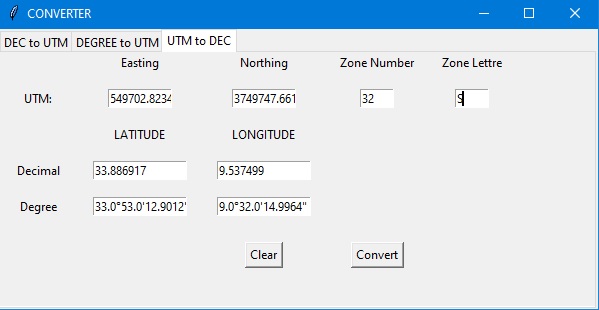 CONVERTER
DEC to UTM DEGREE to UTM UTM to DEC
Easting Northing Zone Number Zone Lettre
UTM: 549702.8234 3749747.661 32 S
LATITUDE LONGITUDE
Decimal 33.886917 9.537499
Degree 33.0°53.0'12.9012" 9.0°32.0'14.9964"
Clear Convert